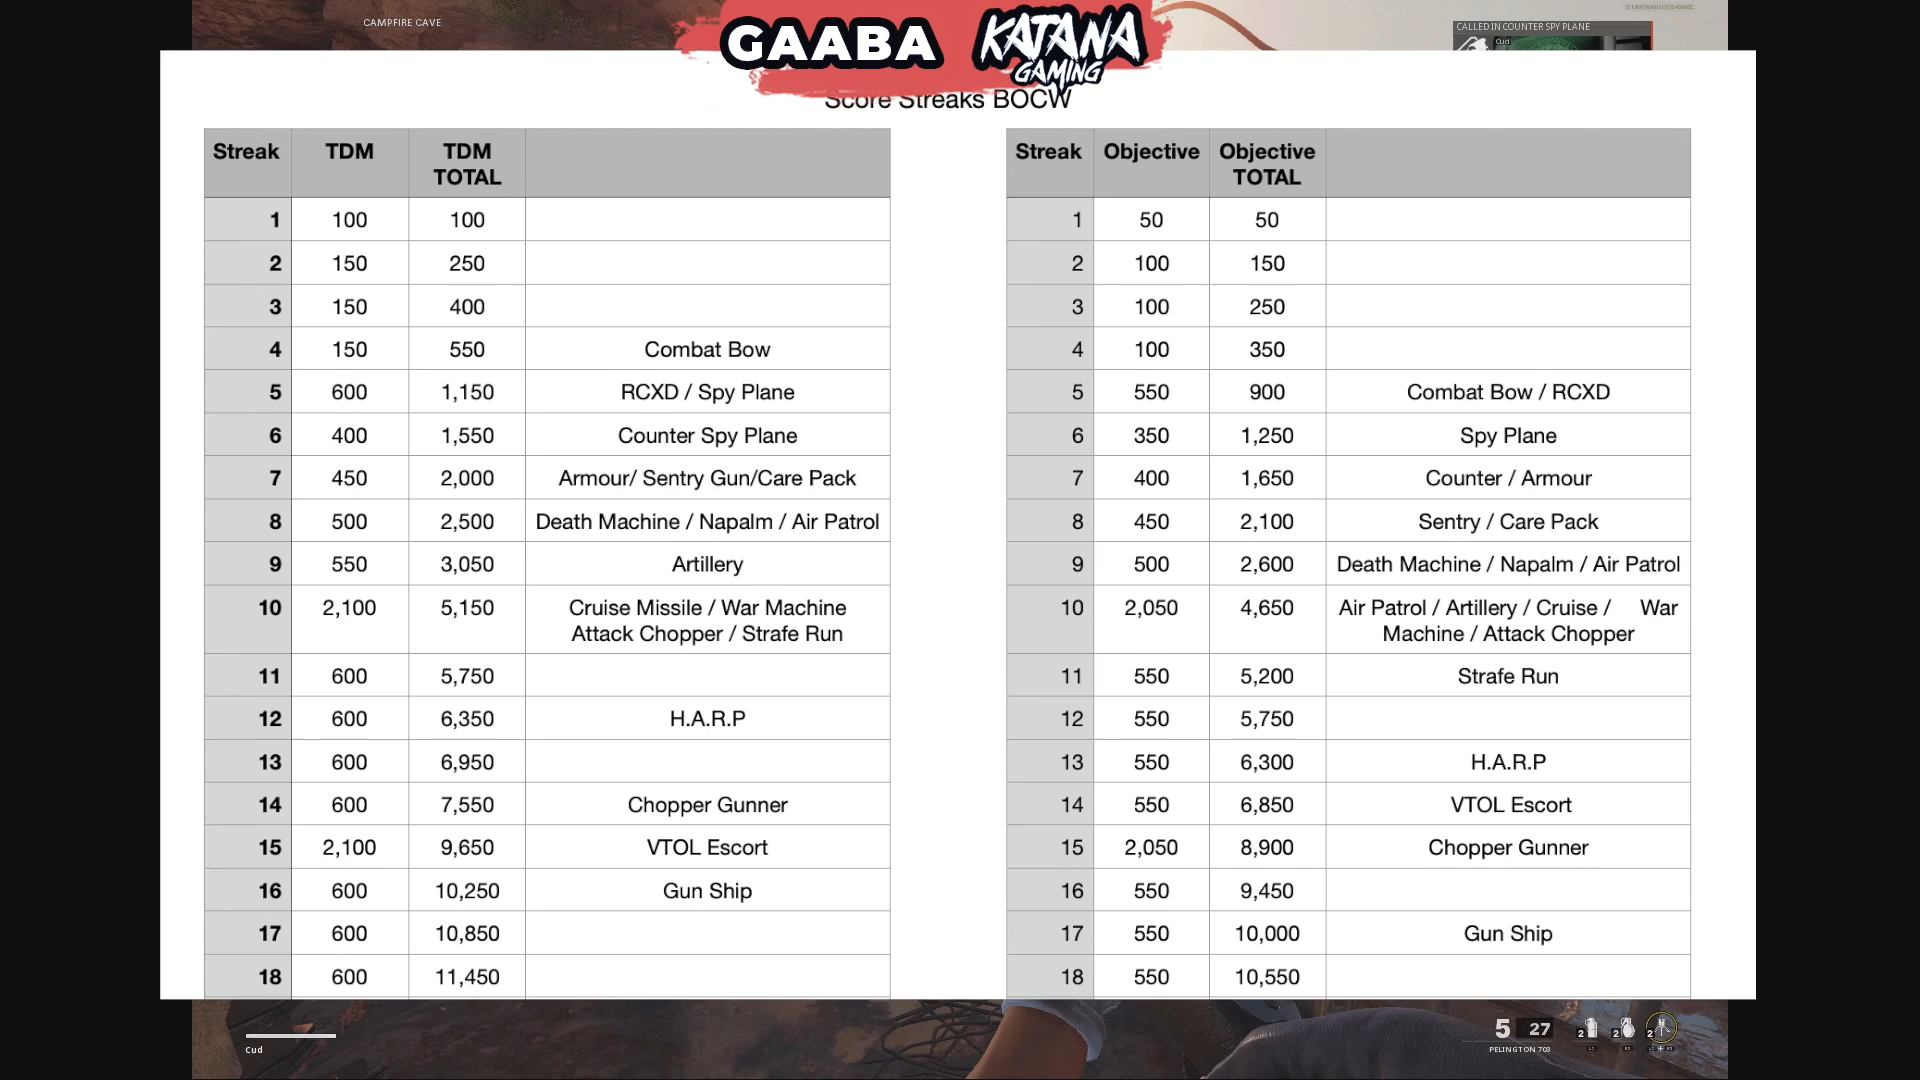 CAMPFIRE CAVE
GAABA KATANA
GAMING
CALLED IN COUNTER SPY PLANE
Cud
Score Streaks BOCW
Streak TDM TDM TOTAL
1 100 100
2 150 250
3 150 400
4 150 550 Combat Bow
5 600 1,150 RCXD / Spy Plane
6 400 1,550 Counter Spy Plane
7 450 2,000 Armour/ Sentry Gun/Care Pack
8 500 2,500 Death Machine / Napalm / Air Patrol
9 550 3,050 Artillery
10 2,100 5,150 Cruise Missile / War Machine
Attack Chopper / Strafe Run
11 600 5,750
12 600 6,350 H.A.R.P
13 600 6,950
14 600 7,550 Chopper Gunner
15 2,100 9,650 VTOL Escort
16 600 10,250 Gun Ship
17 600 10,850
18 600 11,450
Streak Objective Objective TOTAL
1 50 50
2 100 150
3 100 250
4 100 350
5 550 900 Combat Bow / RCXD
6 350 1,250 Spy Plane
7 400 1,650 Counter / Armour
8 450 2,100 Sentry / Care Pack
9 500 2,600 Death Machine / Napalm / Air Patrol
10 2,050 4,650 Air Patrol / Artillery / Cruise / War
Machine / Attack Chopper
11 550 5,200 Strafe Run
12 550 5,750
13 550 6,300 H.A.R.P
14 550 6,850 VTOL Escort
15 2,050 8,900 Chopper Gunner
16 550 9,450
17 550 10,000 Gun Ship
18 550 10,550
Cud
5 27 2 2 2
PELINGTON 703